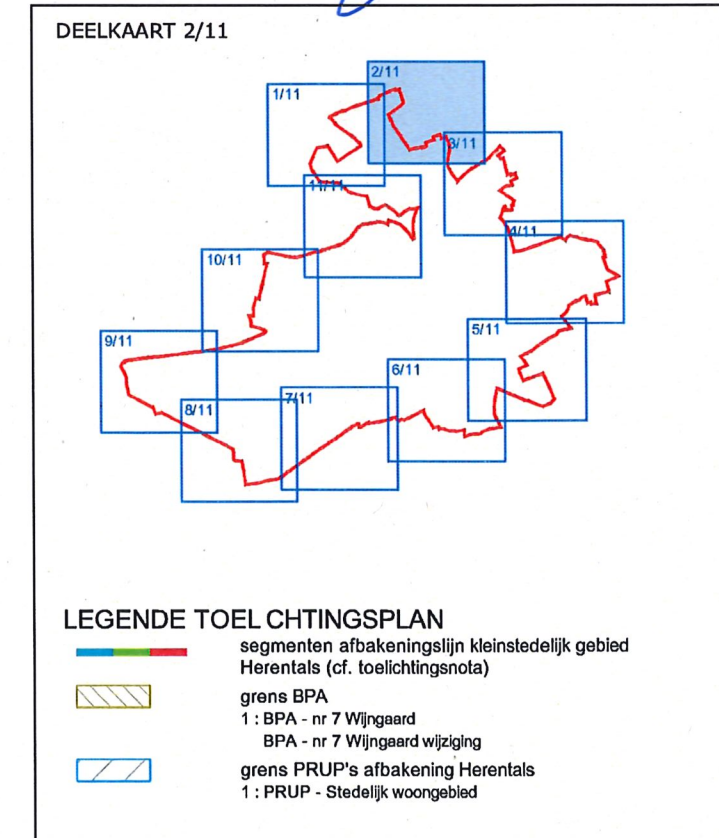 DEELKAART 2/11
2/11
1/11
3/11
11/11
4/11
10/11
5/11
9/11
6/11
7/11
8/11
LEGENDE TOEL CHTINGSPLAN
segmenten afbakeningslijn kleinstedelijk gebied
Herentals (cf. toelichtingsnota)
grens BPA
1 : BPA - nr 7 Wijngaard
BPA - nr 7 Wijngaard wijziging
grens PRUP's afbakening Herentals
1 : PRUP - Stedelijk woongebied